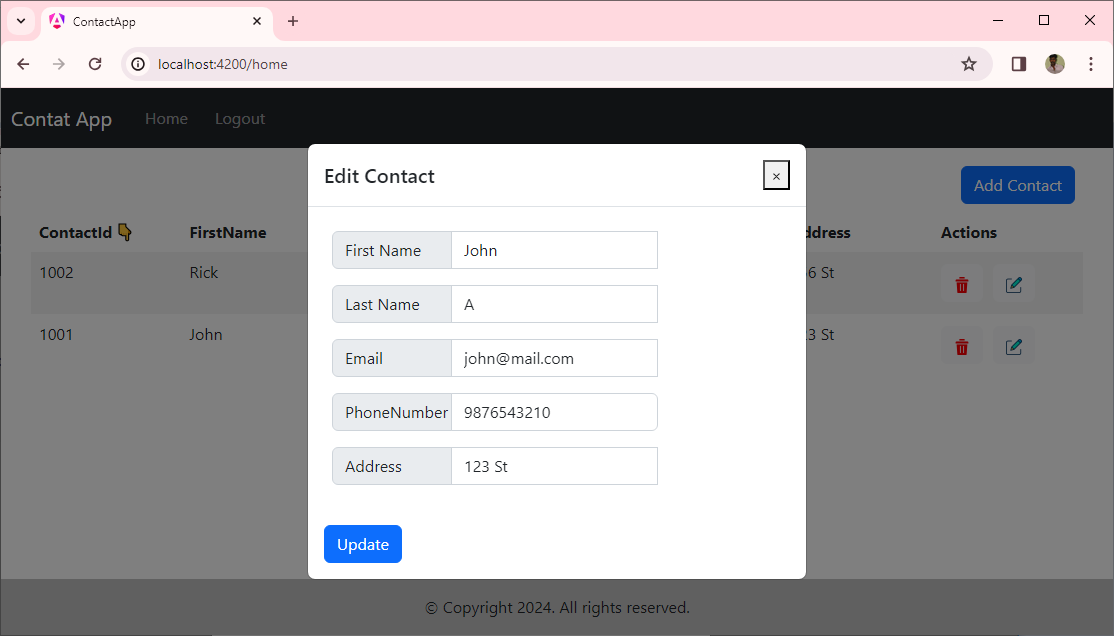 ContactApp
localhost:4200/home
Contat App Home Logout
Edit Contact ×
Add Contact
ContactId FirstName ddress Actions
First Name John
1002 Rick 6 St
Last Name A
1001 John 3 St
Email john@mail.com
PhoneNumber 9876543210
Address 123 St
Update
© Copyright 2024. All rights reserved.